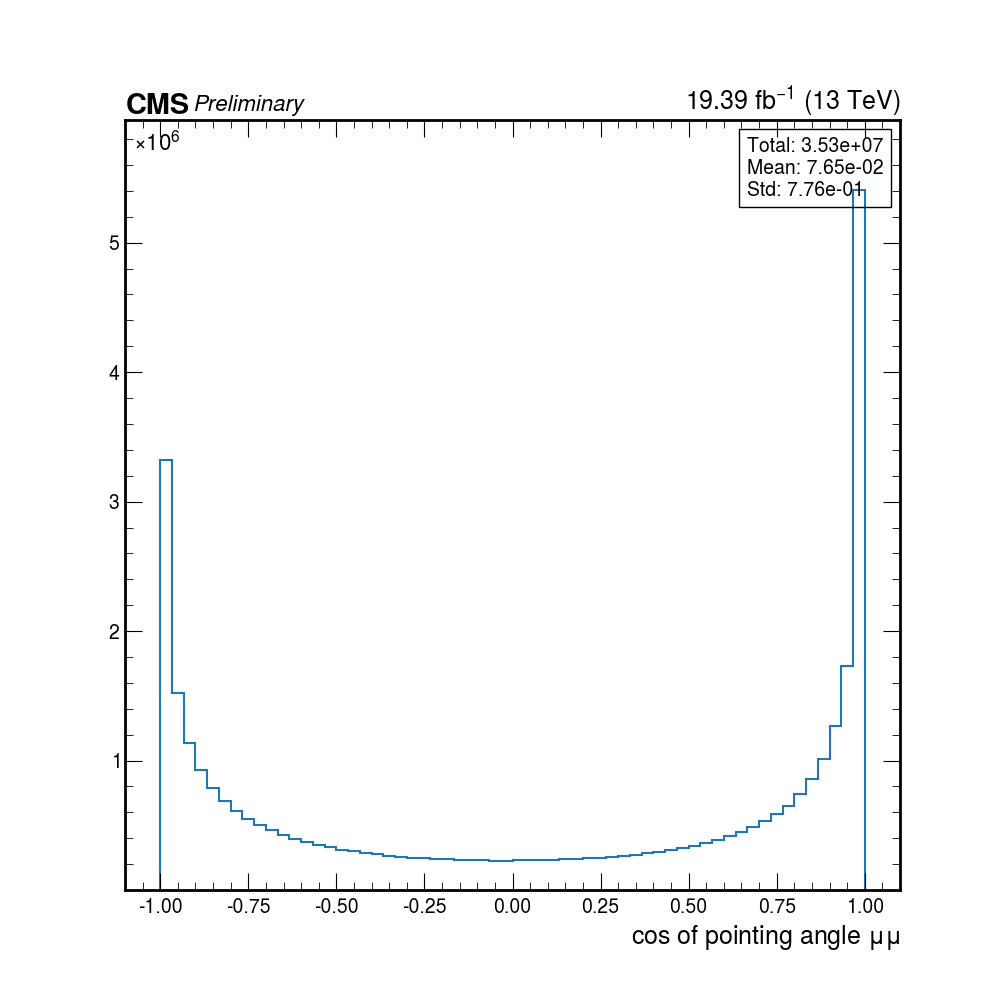 CMS Preliminary 19.39 fb⁻¹ (13 TeV)
×10⁶
Total: 3.53e+07
Mean: 7.65e-02
Std: 7.76e-01
5
4
3
2
1
-1.00 -0.75 -0.50 -0.25 0.00 0.25 0.50 0.75 1.00
cos of pointing angle μμ